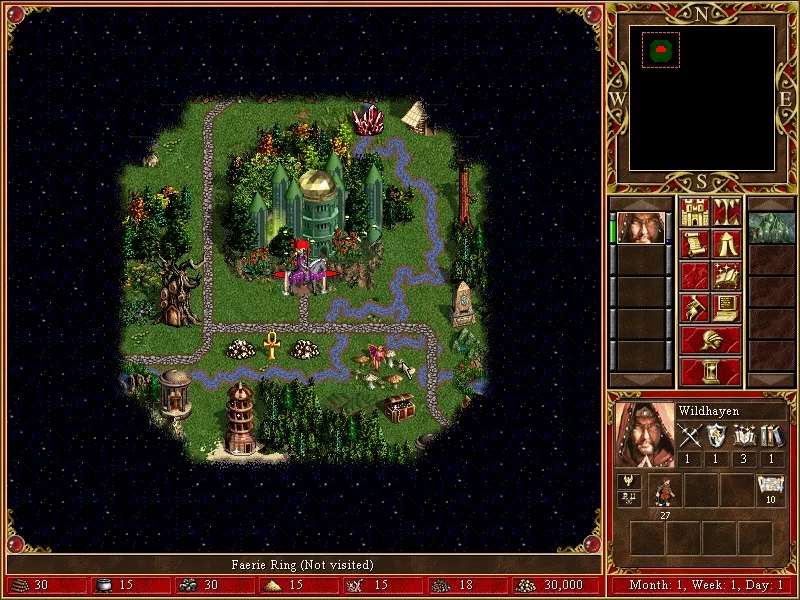 N
W
E
S
Wildhayen
1 1 3 1
10
27
Faerie Ring (Not visited)
30 15 30 15 15 18 30,000 Month: 1, Week: 1, Day: 1